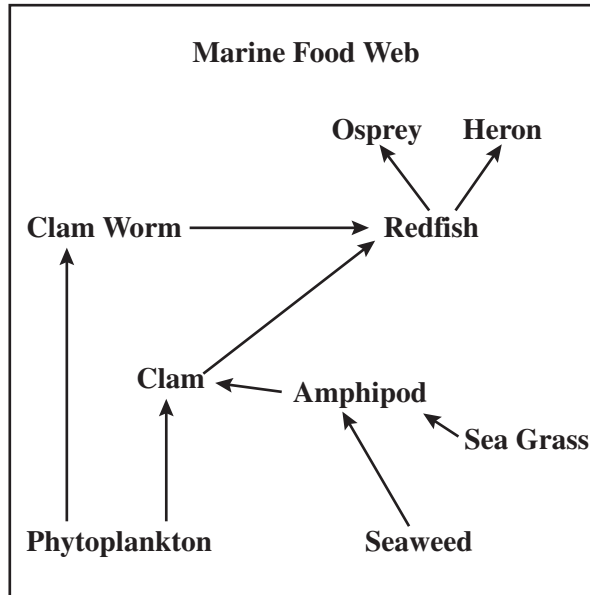 Marine Food Web
Osprey Heron
Clam Worm Redfish
Clam
Amphipod
Sea Grass
Phytoplankton Seaweed